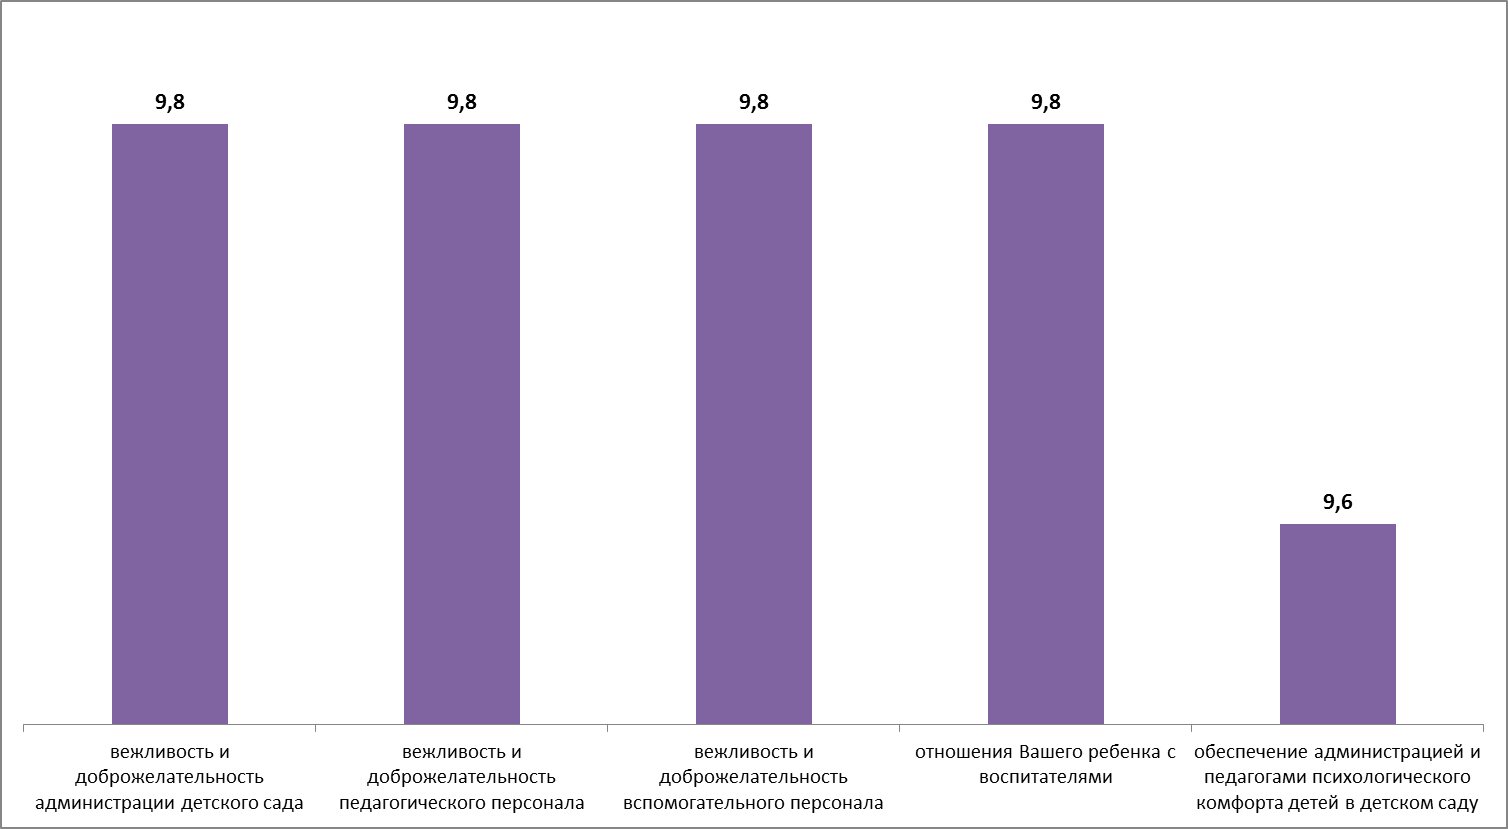 9,8
9,8
9,8
9,8
9,6
вежливость и
доброжелательность
администрации детского сада
вежливость и
доброжелательность
педагогического персонала
вежливость и
доброжелательность
вспомогательного персонала
отношения Вашего ребенка с
воспитателями
обеспечение администрацией и
педагогами психологического
комфорта детей в детском саду